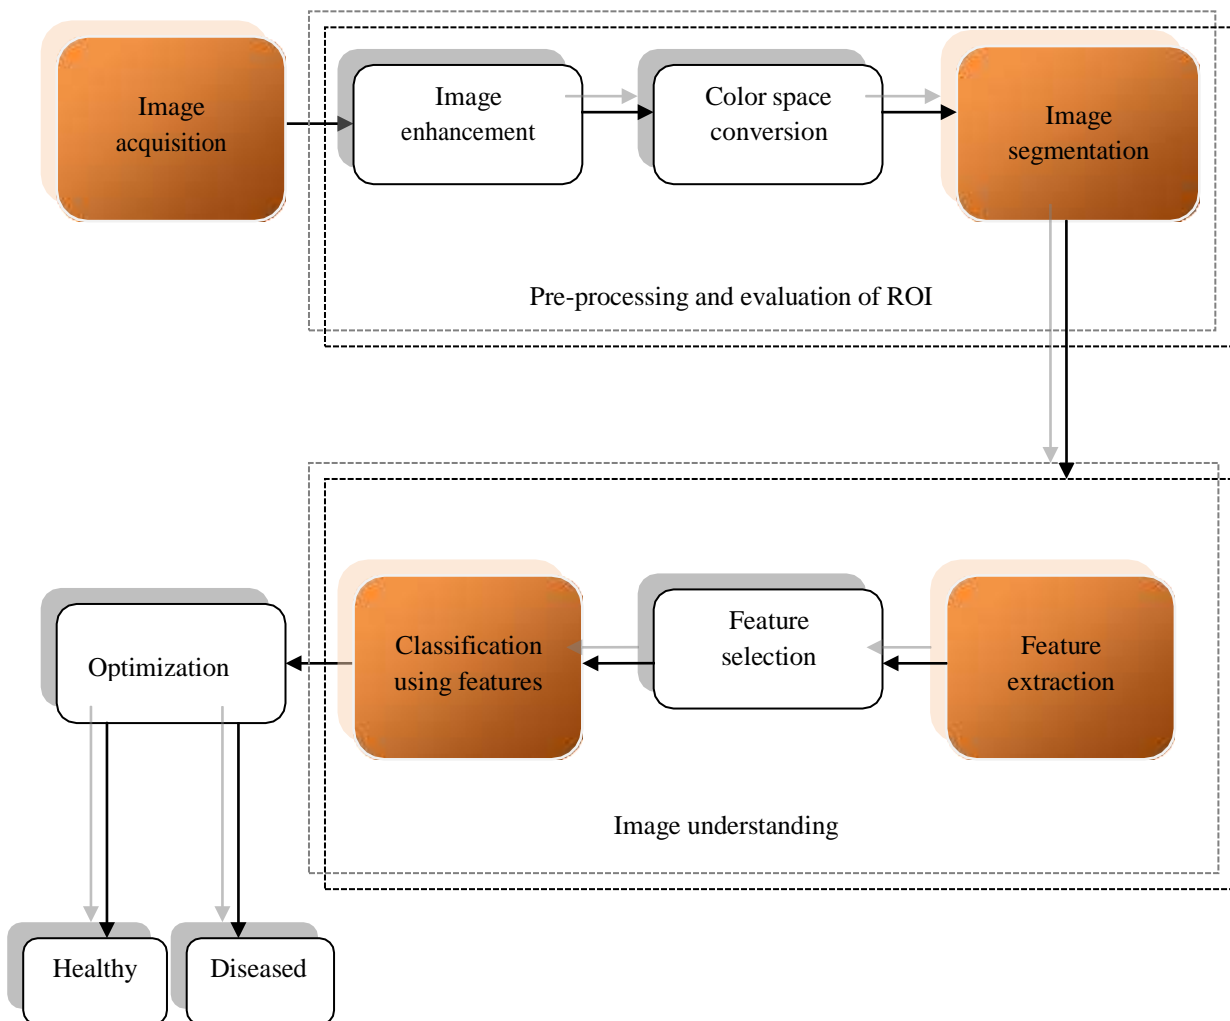 Image
acquisition
Image
enhancement
Color space
conversion
Image
segmentation
Pre-processing and evaluation of ROI
Feature
extraction
Feature
selection
Classification
using features
Optimization
Image understanding
Healthy
Diseased